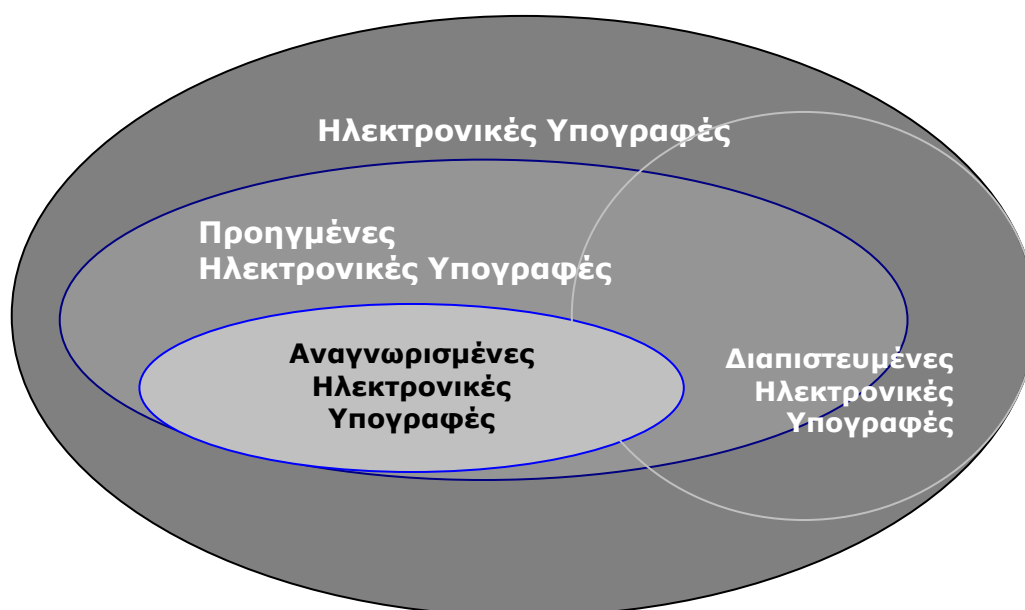 Ηλεκτρονικές Υπογραφές
Προηγμένες
Ηλεκτρονικές Υπογραφές
Αναγνωρισμένες
Ηλεκτρονικές
Υπογραφές
Διαπιστευμένες
Ηλεκτρονικές
Υπογραφές